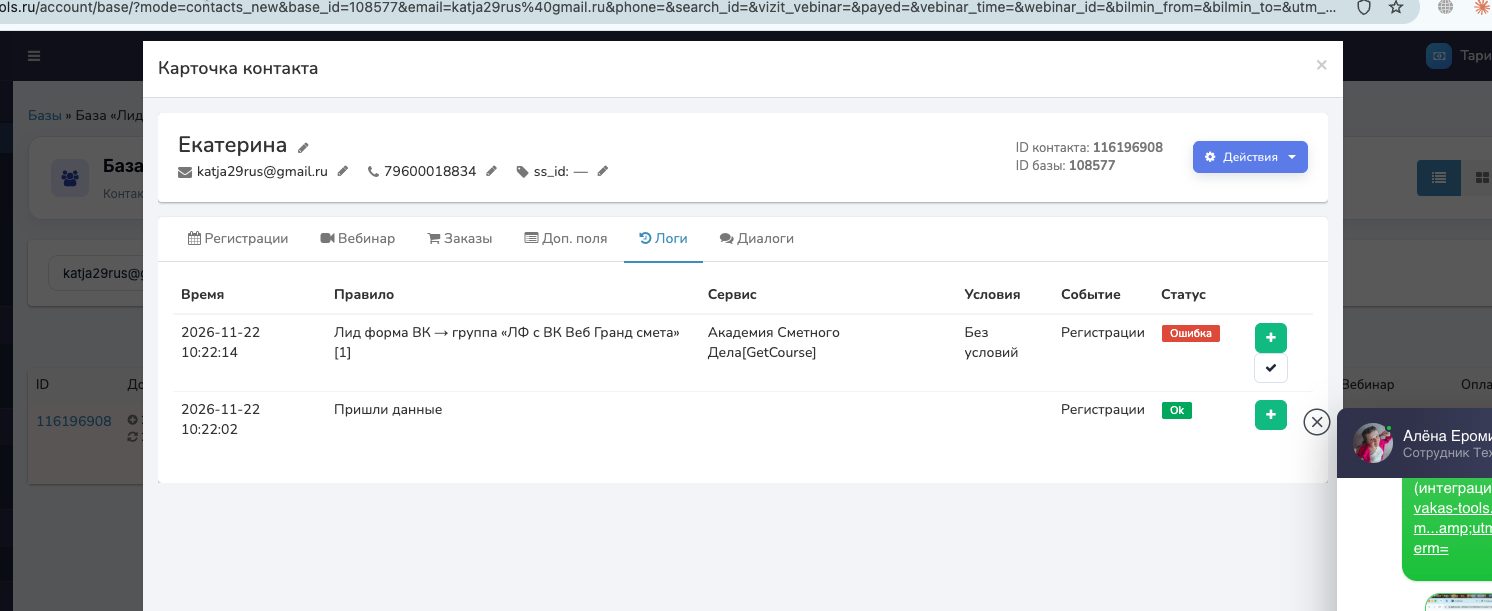 ols.ru/account/base/?mode=contacts_new&base_id=108577&email=katja29rus%40gmail.ru&phone=&search_id=&vizit_vebinar=&payed=&vebinar_time=&webinar_id=&bilmin_from=&bilmin_to=&utm_...
Карточка контакта
×
Тари
Базы » База «Лид
База
Контак
katja29rus@g
Екатерина
katja29rus@gmail.ru 79600018834 ss_id: —
ID контакта: 116196908
ID базы: 108577
Действия
Регистрации Вебинар Заказы Доп. поля Логи Диалоги
Время Правило Сервис Условия Событие Статус
2026-11-22 10:22:14
Лид форма ВК → группа «ЛФ с ВК Веб Гранд смета» [1]
Академия Сметного Дела[GetCourse]
Без условий
Регистрации
Ошибка
2026-11-22 10:22:02
Пришли данные
Регистрации
Ok
ID До
Вебинар Опла
116196908
Алёна Ероми
Сотрудник Тех
(интеграци
vakas-tools.
m...amp;utm
erm=